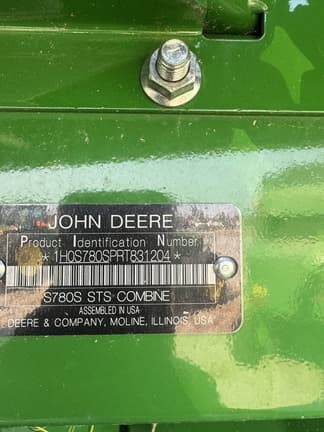 JOHN DEERE
Product Identification Number
*1H0S780SPRT831204*
S780S STS COMBINE
ASSEMBLED IN USA
DEERE & COMPANY, MOLINE, ILLINOIS, USA